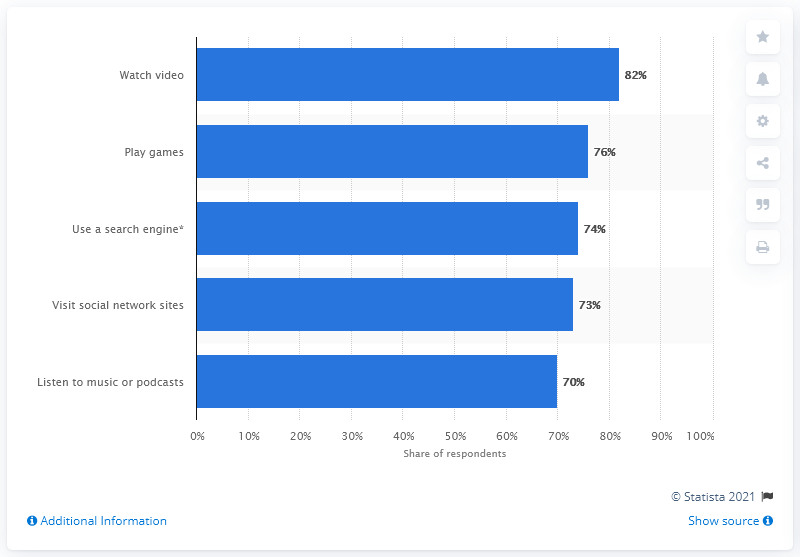 Watch video
82%
Play games
76%
Use a search engine*
74%
Visit social network sites
73%
Listen to music or podcasts
70%
0% 10% 20% 30% 40% 50% 60% 70% 80% 90% 100%
Share of respondents
© Statista 2021
Additional Information
Show source